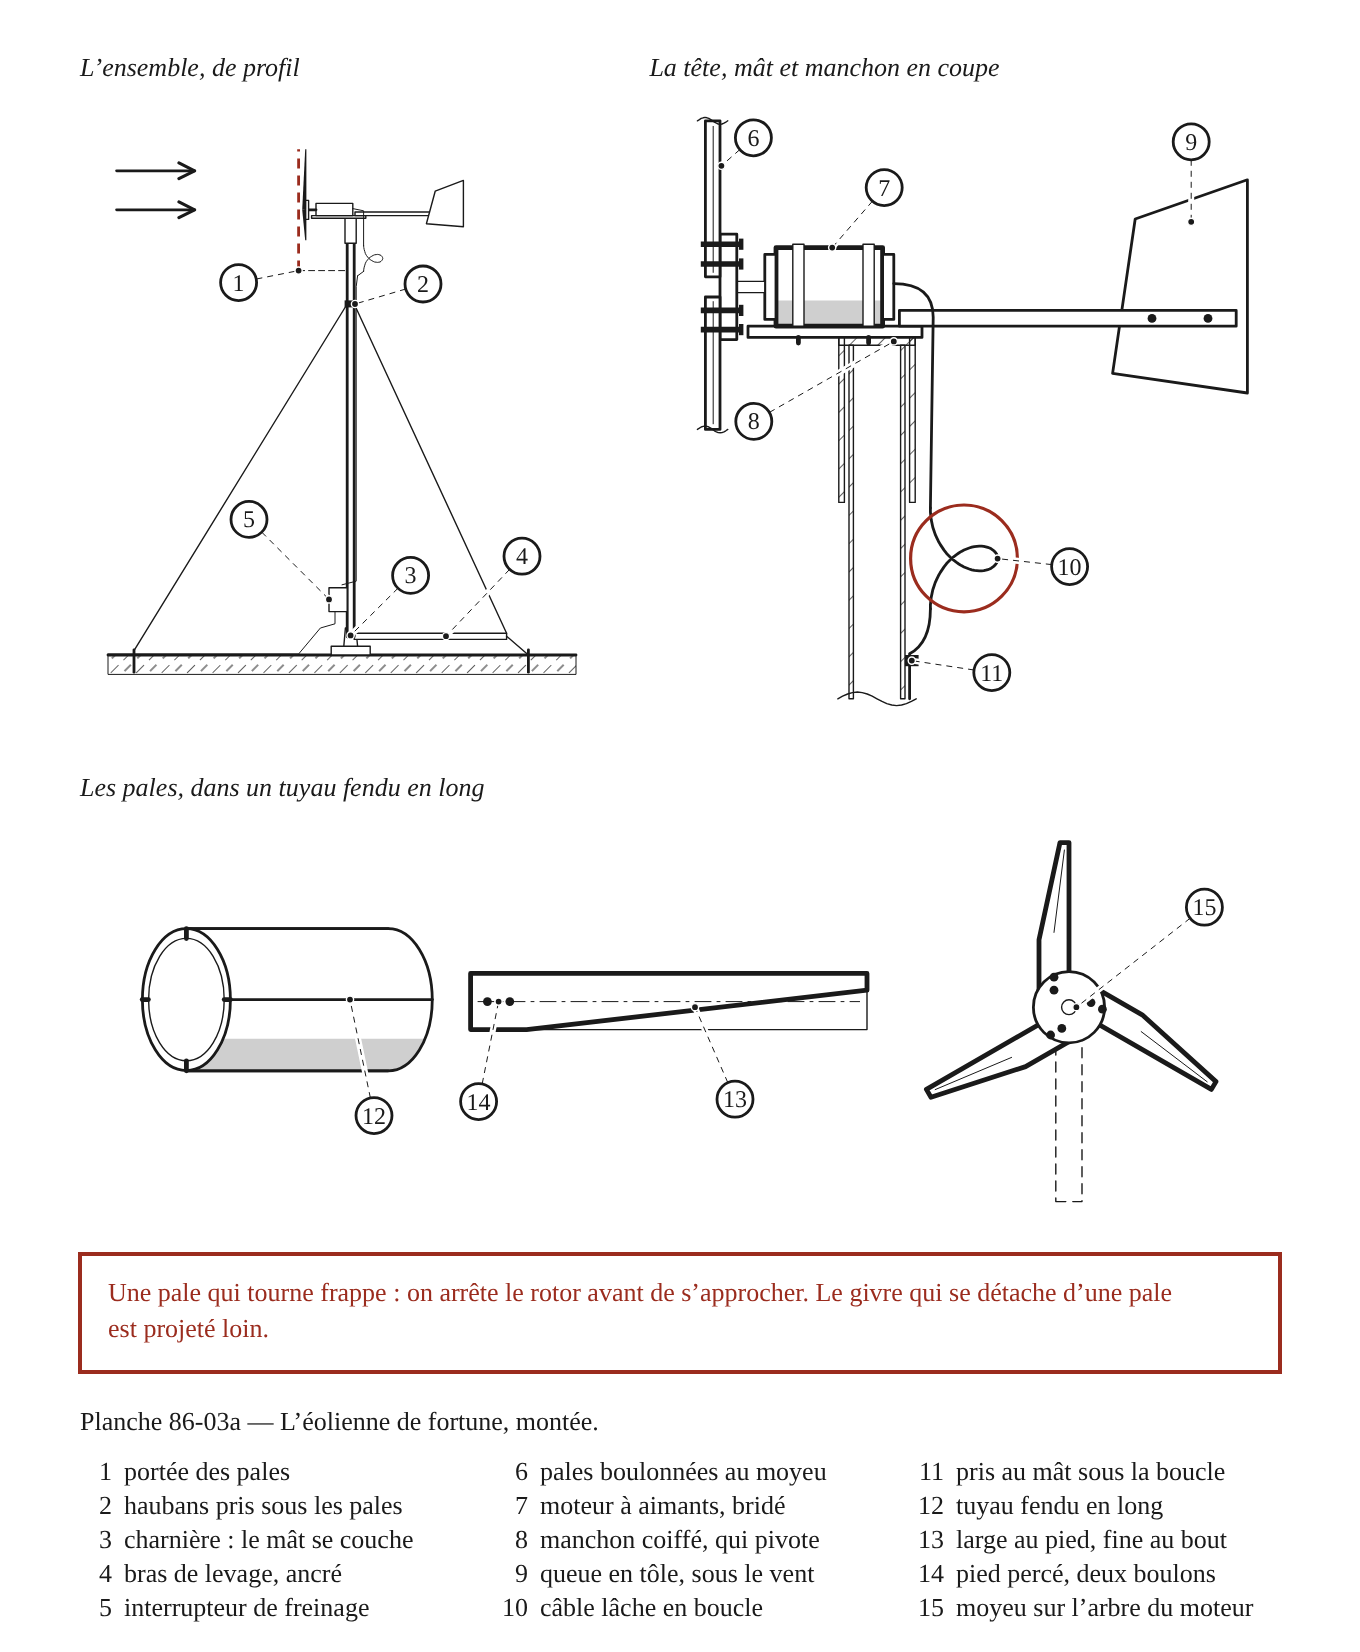 L’ensemble, de profil
La tête, mât et manchon en coupe
1
2
3
4
5
6
7
8
9
10
11
Les pales, dans un tuyau fendu en long
12
14
13
15
Une pale qui tourne frappe : on arrête le rotor avant de s’approcher. Le givre qui se détache d’une pale
est projeté loin.
Planche 86-03a — L’éolienne de fortune, montée.
1 portée des pales
2 haubans pris sous les pales
3 charnière : le mât se couche
4 bras de levage, ancré
5 interrupteur de freinage
6 pales boulonnées au moyeu
7 moteur à aimants, bridé
8 manchon coiffé, qui pivote
9 queue en tôle, sous le vent
10 câble lâche en boucle
11 pris au mât sous la boucle
12 tuyau fendu en long
13 large au pied, fine au bout
14 pied percé, deux boulons
15 moyeu sur l’arbre du moteur